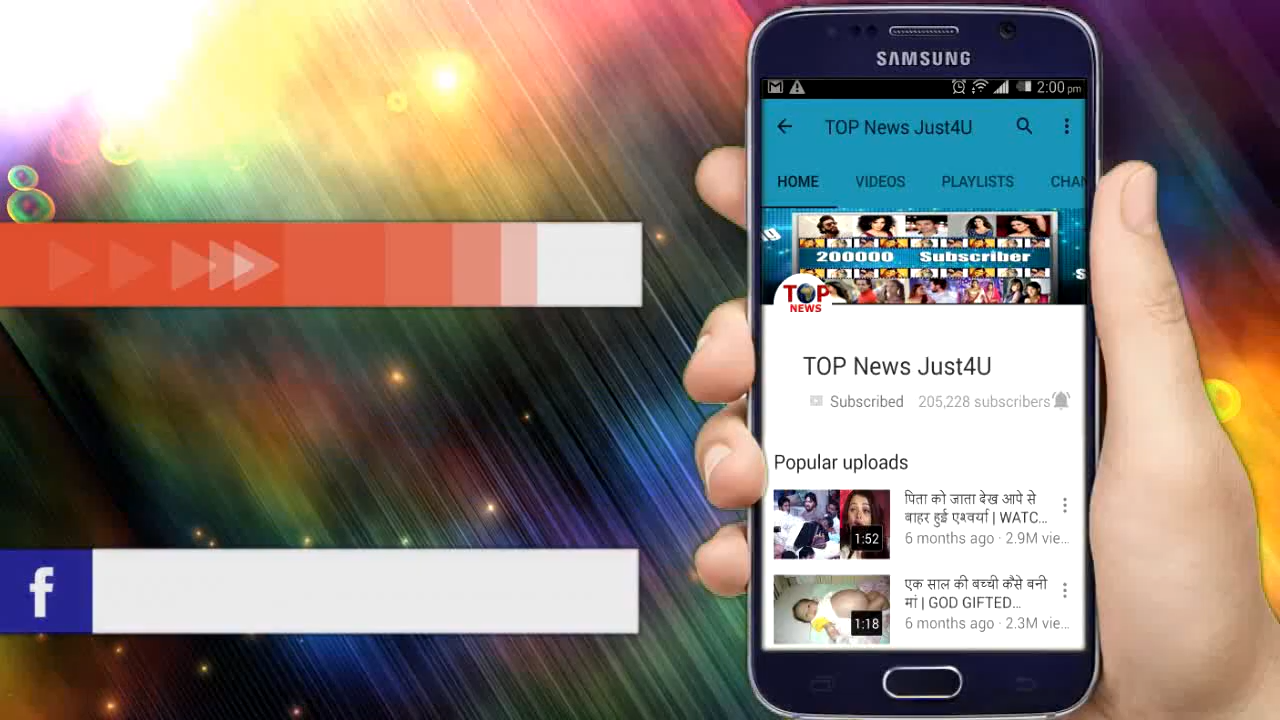 SAMSUNG
2:00 pm
TOP News Just4U
HOME VIDEOS PLAYLISTS CHAN
200000 Subscriber
TOP
NEWS
TOP News Just4U
Subscribed 205,228 subscribers
Popular uploads
पिता को जाता देख आपे से
बाहर हुई एश्वर्या | WATC...
1:52
6 months ago · 2.9M vie...
एक साल की बच्ची कैसे बनी
मां | GOD GIFTED...
1:18
6 months ago · 2.3M vie...
f